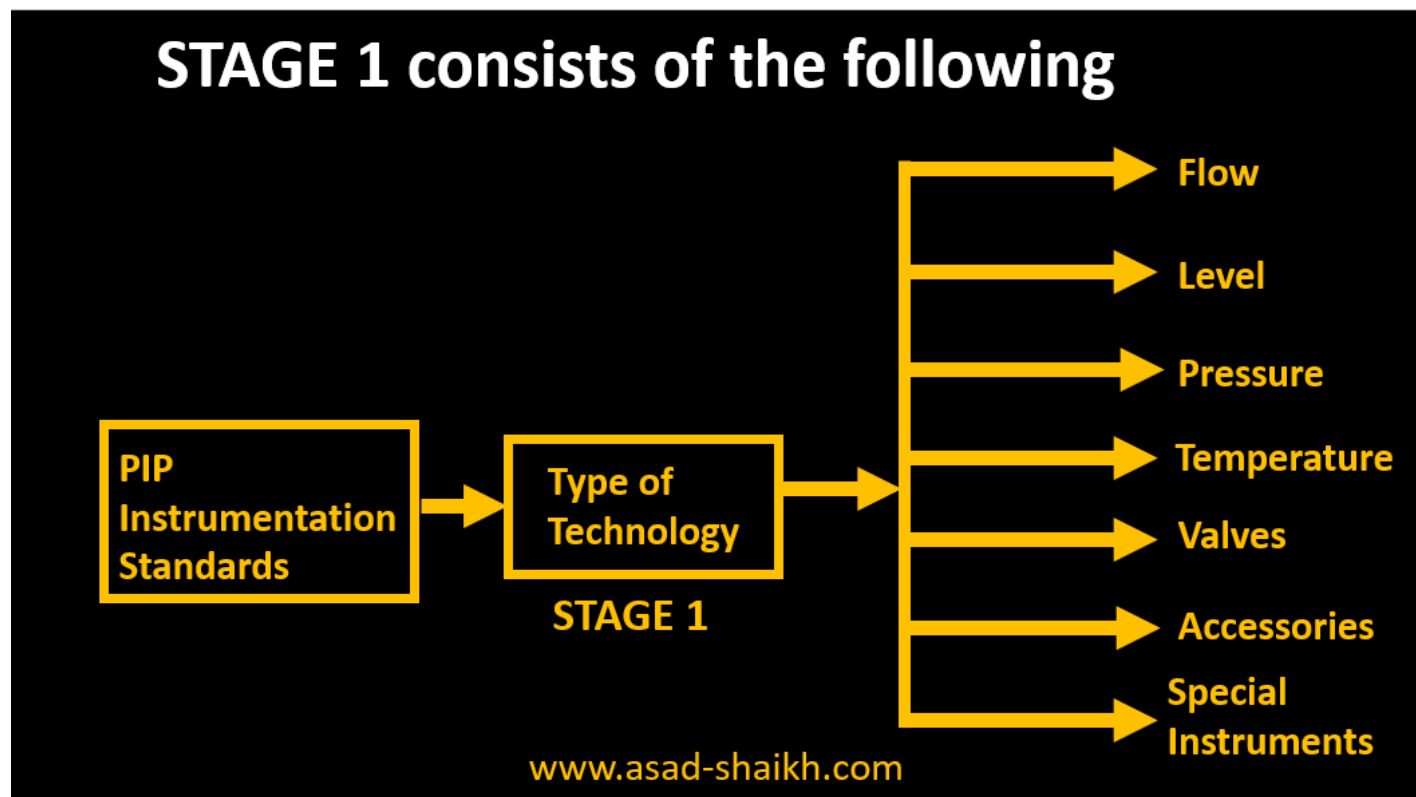 STAGE 1 consists of the following
PIP
Instrumentation
Standards
Type of
Technology
STAGE 1
Flow
Level
Pressure
Temperature
Valves
Accessories
Special
Instruments
www.asad-shaikh.com